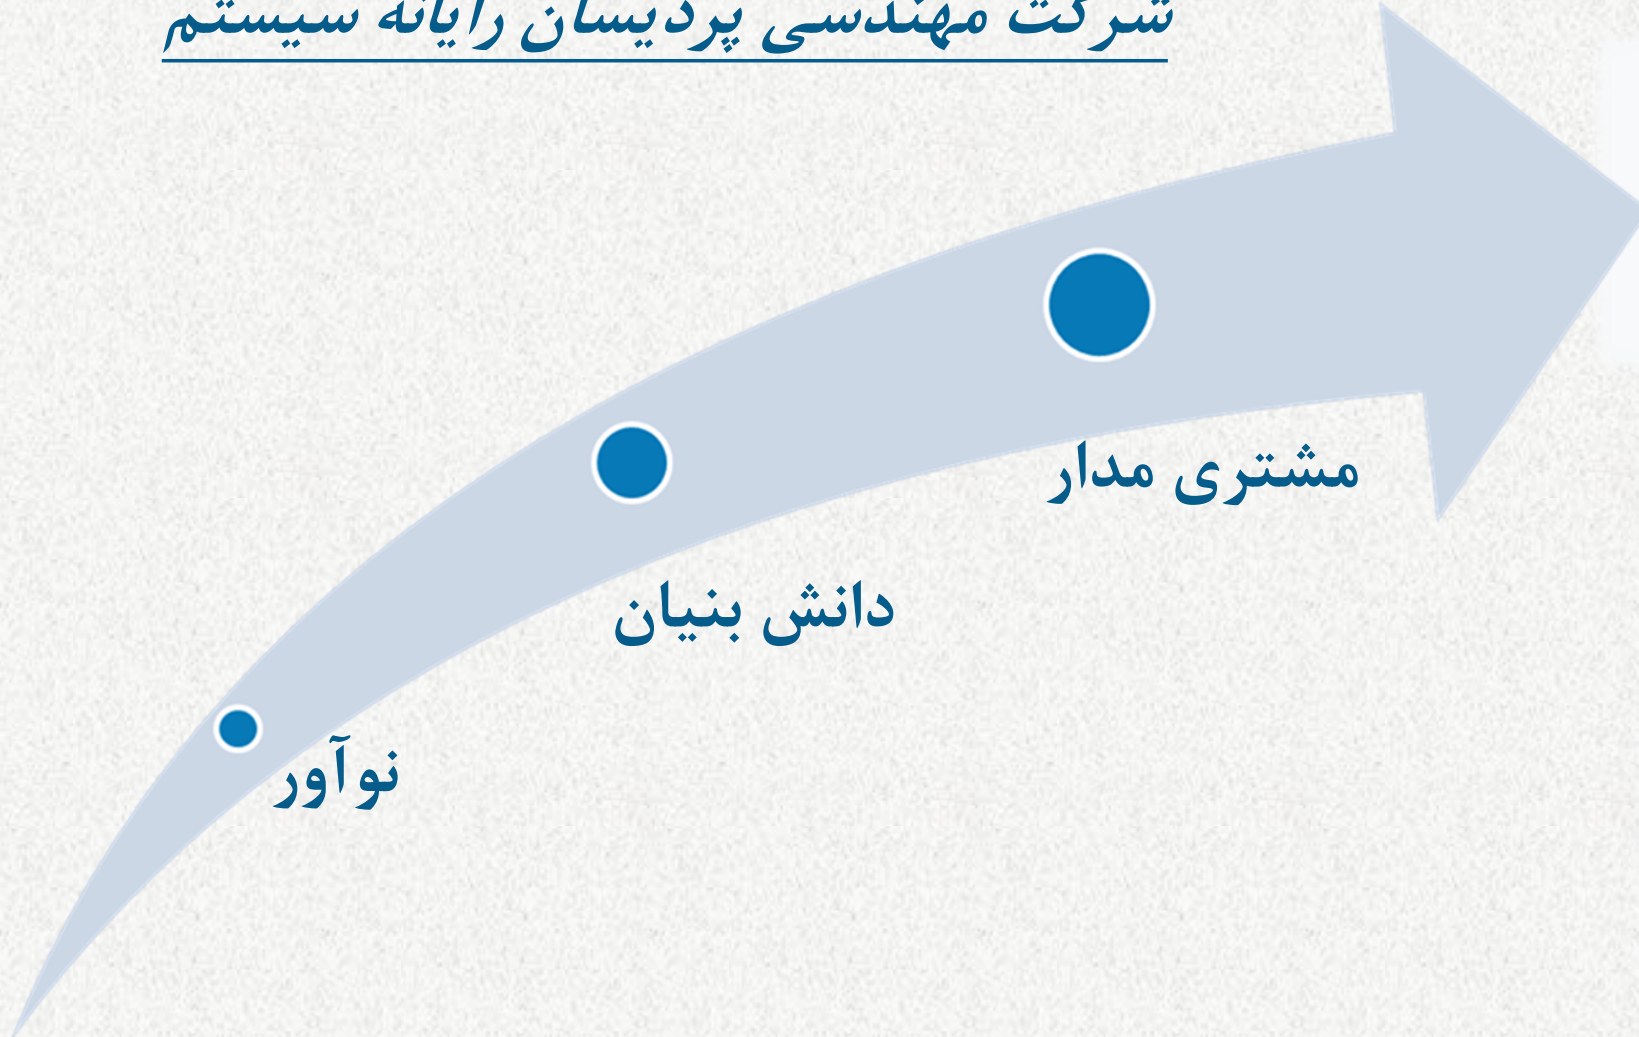 شرکت مهندسی پردیسان رایانه سیستم
مشتری مدار
دانش بنیان
نوآور